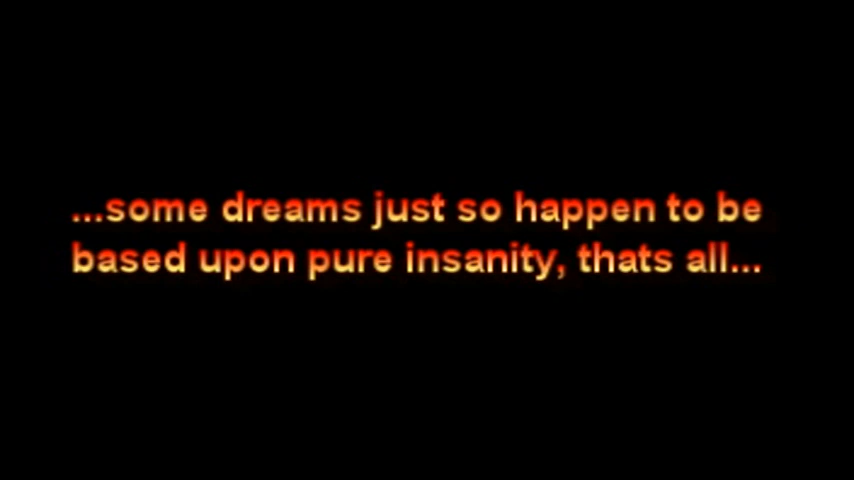 ...some dreams just so happen to be
based upon pure insanity, thats all...